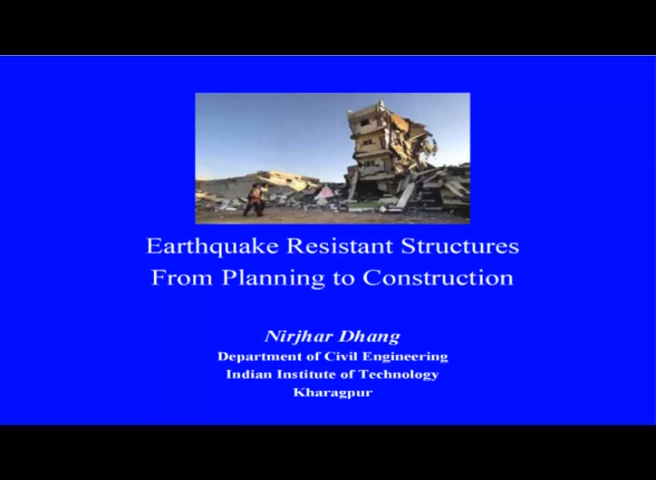 Earthquake Resistant Structures
From Planning to Construction
Nirjhar Dhang
Department of Civil Engineering
Indian Institute of Technology
Kharagpur